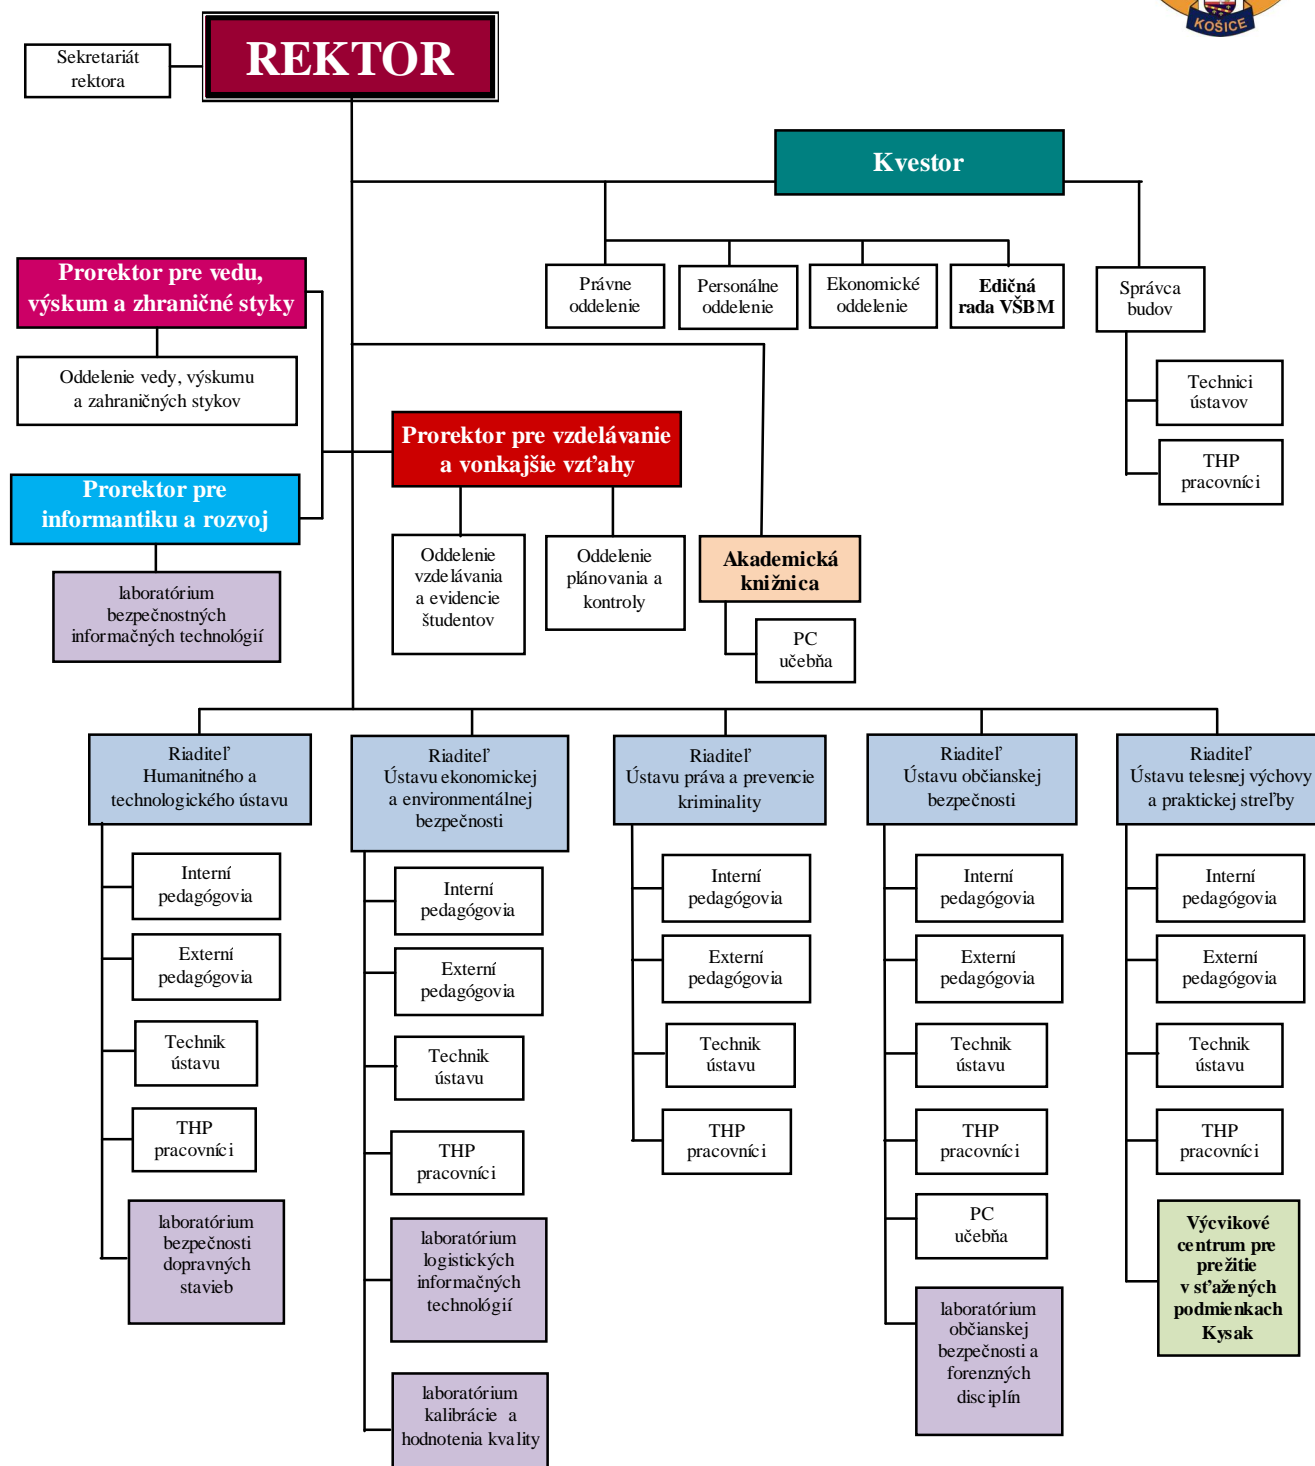 KOŠICE
REKTOR
Sekretariát
rektora
Kvestor
Právne
oddelenie
Personálne
oddelenie
Ekonomické
oddelenie
Edičná
rada VŠBM
Správca
budov
Technici
ústavov
THP
pracovníci
Prorektor pre vedu,
výskum a zhraničné styky
Oddelenie vedy, výskumu
a zahraničných stykov
Prorektor pre vzdelávanie
a vonkajšie vzťahy
Prorektor pre
informantiku a rozvoj
laboratórium
bezpečnostných
informačných technológií
Oddelenie
vzdelávania
a evidencie
študentov
Oddelenie
plánovania a
kontroly
Akademická
knižnica
PC
učebňa
Riaditeľ
Humanitného a
technologického ústavu
Interní
pedagógovia
Externí
pedagógovia
Technik
ústavu
THP
pracovníci
laboratórium
bezpečnosti
dopravných
stavieb
Riaditeľ
Ústavu ekonomickej
a environmentálnej
bezpečnosti
Interní
pedagógovia
Externí
pedagógovia
Technik
ústavu
THP
pracovníci
laboratórium
logistických
informačných
technológií
laboratórium
kalibrácie a
hodnotenia kvality
Riaditeľ
Ústavu práva a prevencie
kriminality
Interní
pedagógovia
Externí
pedagógovia
Technik
ústavu
THP
pracovníci
Riaditeľ
Ústavu občianskej
bezpečnosti
Interní
pedagógovia
Externí
pedagógovia
Technik
ústavu
THP
pracovníci
PC
učebňa
laboratórium
občianskej
bezpečnosti a
forenzných
disciplín
Riaditeľ
Ústavu telesnej výchovy
a praktickej streľby
Interní
pedagógovia
Externí
pedagógovia
Technik
ústavu
THP
pracovníci
Výcvikové
centrum pre
prežitie
v sťažených
podmienkach
Kysak